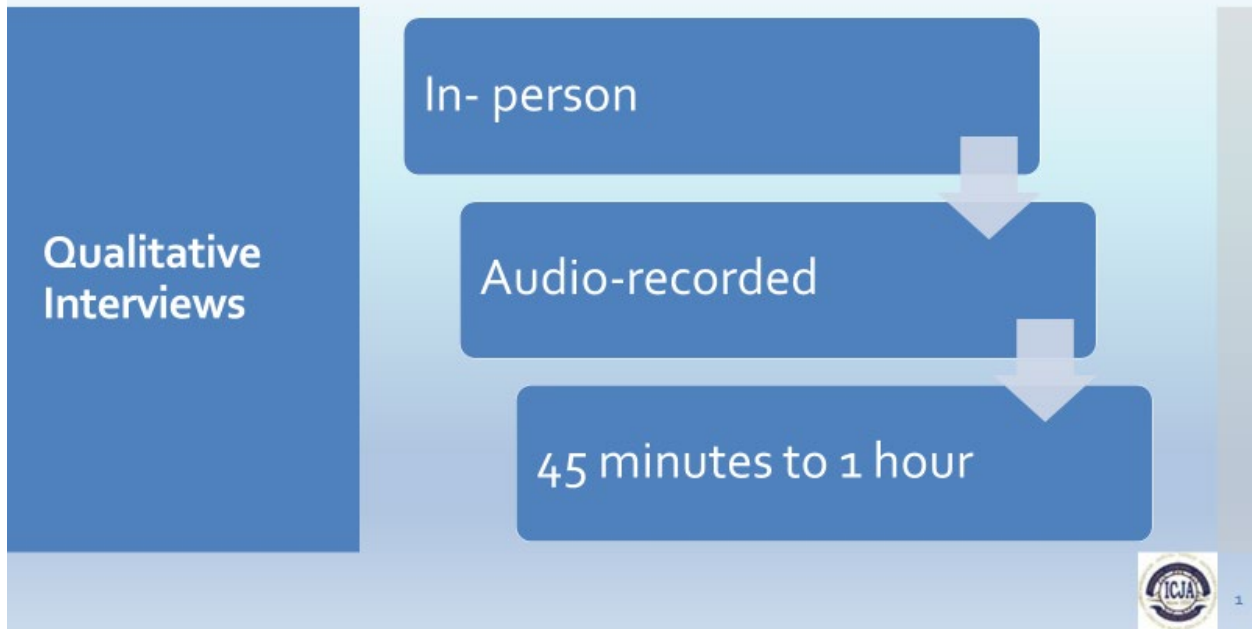 Qualitative
Interviews
In- person
Audio-recorded
45 minutes to 1 hour
ICJA
1